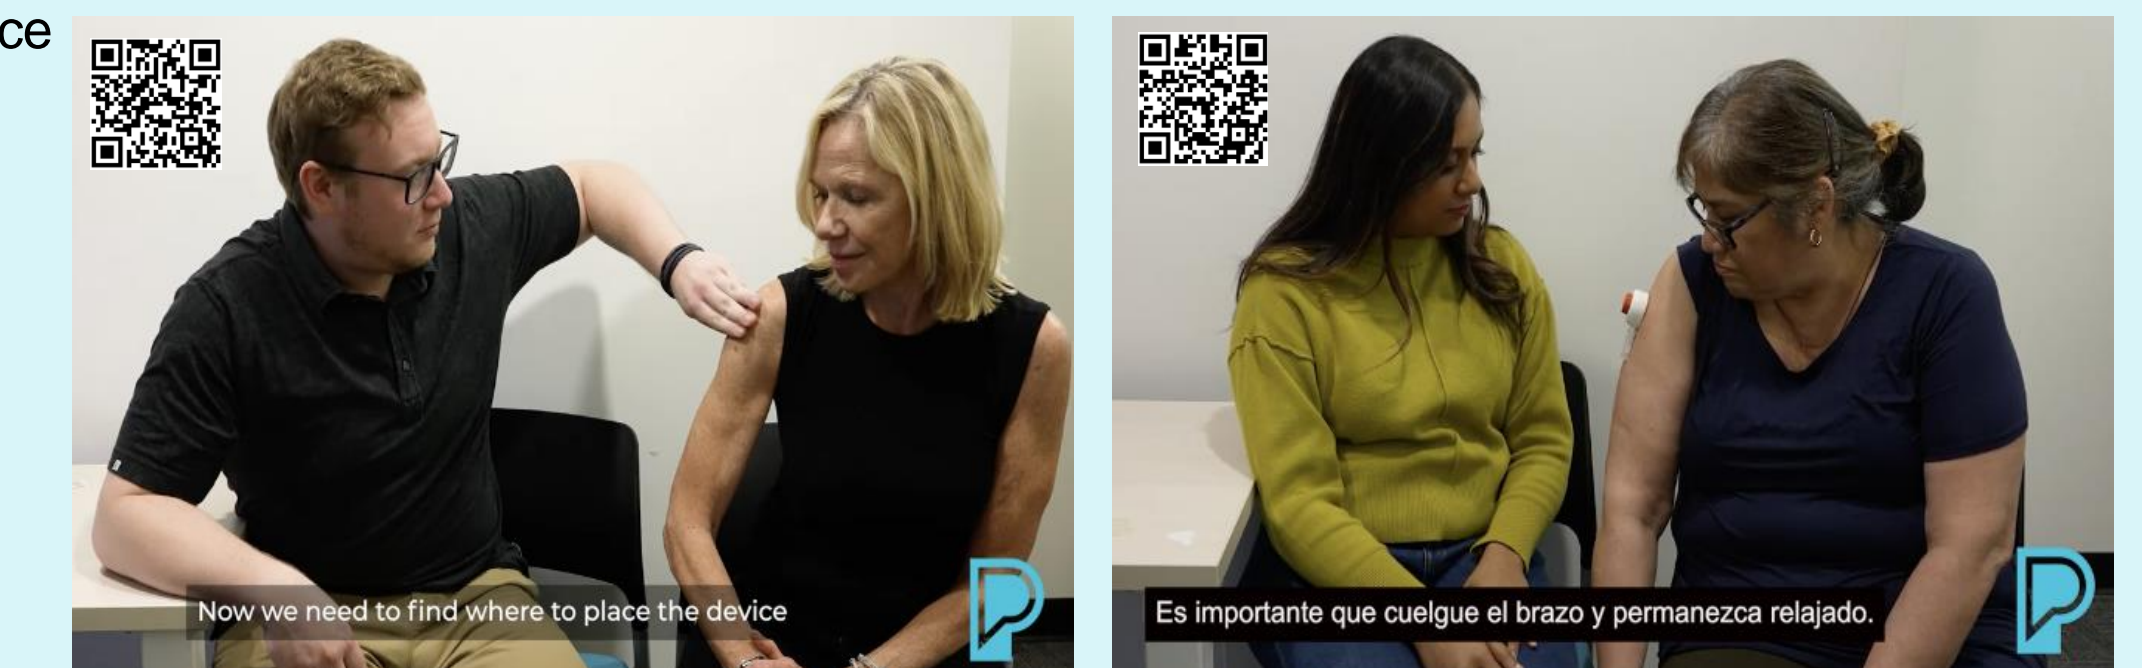 ce
Now we need to find where to place the device
Es importante que cuelgue el brazo y permanezca relajado.